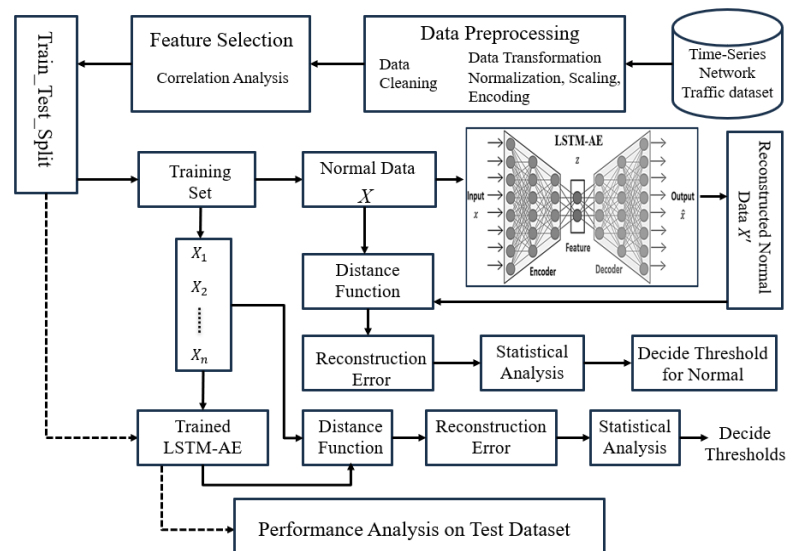 Train_Test_Split
Feature Selection
Correlation Analysis
Data Preprocessing
Data
Cleaning
Data Transformation
Normalization, Scaling,
Encoding
Time-Series
Network
Traffic dataset
Training
Set
Normal Data
X
LSTM-AE
z
Input
x
Output
x̂
Feature
Encoder
Decoder
Reconstructed Normal
Data X′
X₁
X₂
......
Xₙ
Distance
Function
Reconstruction
Error
Statistical
Analysis
Decide Threshold
for Normal
Trained
LSTM-AE
Distance
Function
Reconstruction
Error
Statistical
Analysis
Decide
Thresholds
Performance Analysis on Test Dataset